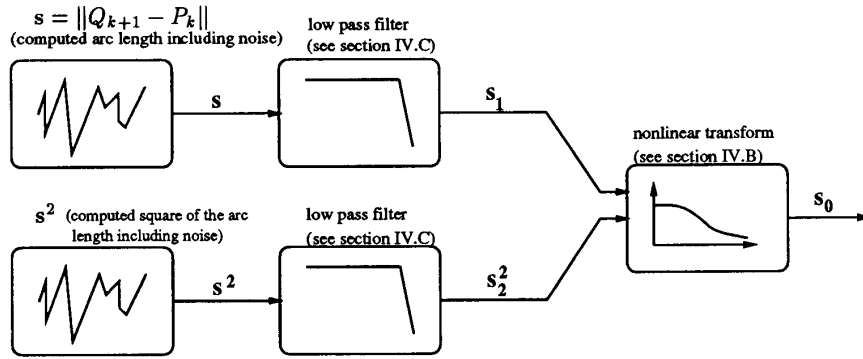 s = ||Q_{k+1} − P_k||
(computed arc length including noise)
low pass filter
(see section IV.C)
s
s_1
nonlinear transform
(see section IV.B)
s_0
s^2 (computed square of the arc
length including noise)
low pass filter
(see section IV.C)
s^2
s_2^2